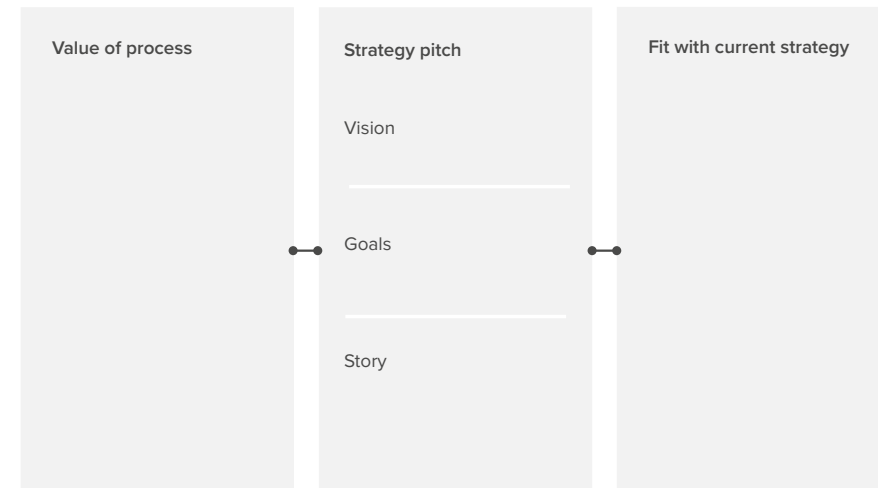 Value of process
Strategy pitch
Vision
Goals
Story
Fit with current strategy